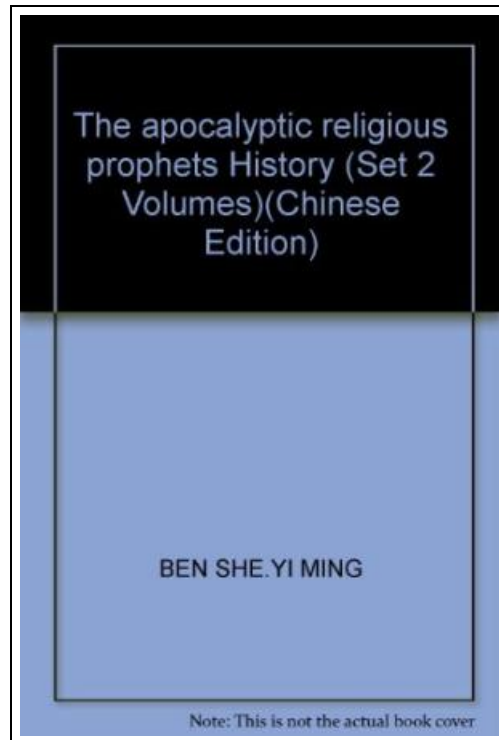 The apocalyptic religious
prophets History (Set 2
Volumes)(Chinese
Edition)
BEN SHE.YI MING
Note: This is not the actual book cover